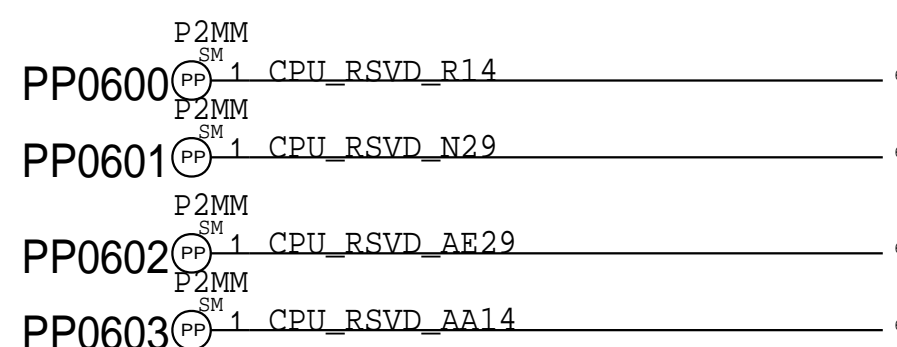 P2MM
SM
PP0600 PP 1 CPU_RSVD_R14
P2MM
SM
PP0601 PP 1 CPU_RSVD_N29
P2MM
SM
PP0602 PP 1 CPU_RSVD_AE29
P2MM
SM
PP0603 PP 1 CPU_RSVD_AA14